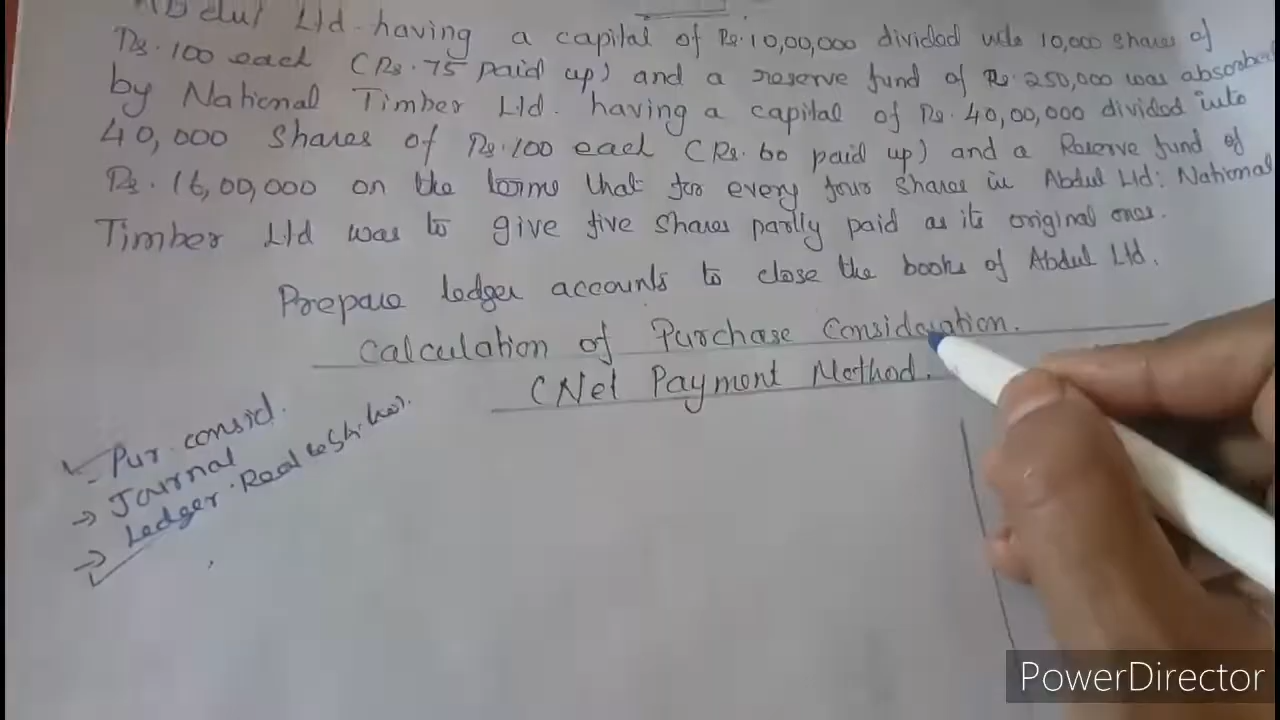 Abdul Ltd. having a capital of Rs. 10,00,000 divided into 10,000 shares of
Rs. 100 each (Rs. 75 paid up) and a reserve fund of Rs. 250,000 was absorbed
by National Timber Ltd. having a capital of Rs. 40,00,000 divided into
40,000 shares of Rs. 100 each (Rs. 60 paid up) and a Reserve fund of
Rs. 16,00,000 on the terms that for every four shares in Abdul Ltd. National
Timber Ltd was to give five shares partly paid as its original ones.
Prepare ledger accounts to close the books of Abdul Ltd.
Calculation of Purchase Consideration.
(Net Payment Method.
- Pur. consid.
→ Journal
→ Ledger. Real
PowerDirector